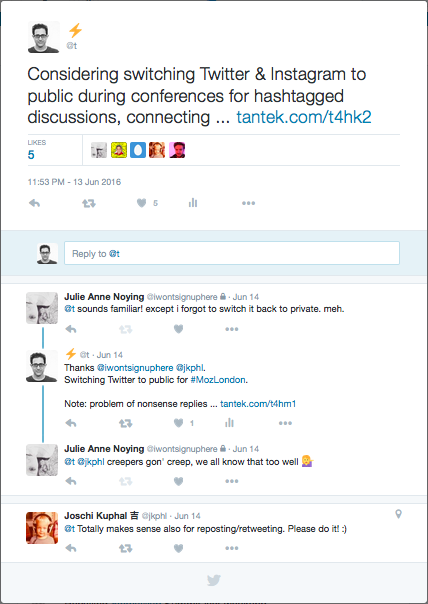 ⚡
@t
Considering switching Twitter & Instagram to
public during conferences for hashtagged
discussions, connecting ... tantek.com/t4hk2
LIKES
5
11:53 PM - 13 Jun 2016
5
Reply to @t
Julie Anne Noying @iwontsignuphere 🔒 · Jun 14
@t sounds familiar! except i forgot to switch it back to private. meh.
⚡ @t · Jun 14
Thanks @iwontsignuphere @jkphl.
Switching Twitter to public for #MozLondon.
Note: problem of nonsense replies ... tantek.com/t4hm1
1
Julie Anne Noying @iwontsignuphere 🔒 · Jun 14
@t @jkphl creepers gon' creep, we all know that too well 💁
Joschi Kuphal 吉 @jkphl · Jun 14
@t Totally makes sense also for reposting/retweeting. Please do it! :)